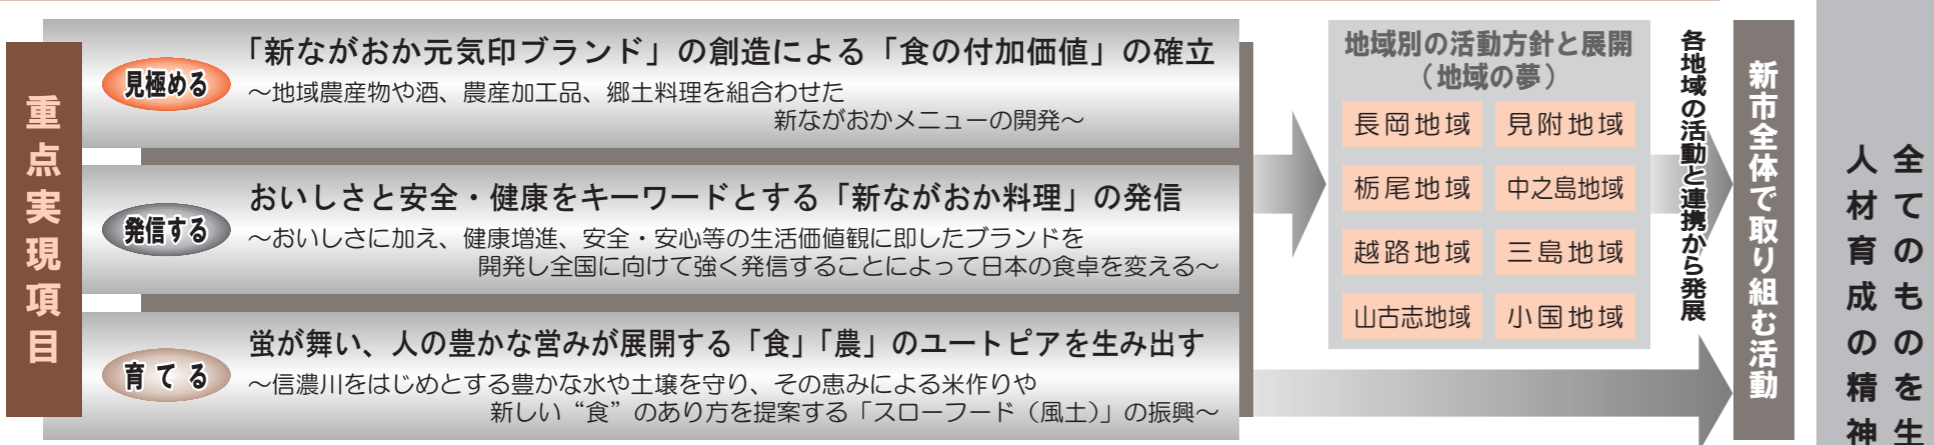 重点実現項目
見極める
「新ながおか元気印ブランド」の創造による「食の付加価値」の確立
～地域農産物や酒、農産加工品、郷土料理を組合わせた
新ながおかメニューの開発～
発信する
おいしさと安全・健康をキーワードとする「新ながおか料理」の発信
～おいしさに加え、健康増進、安全・安心等の生活価値観に即したブランドを
開発し全国に向けて強く発信することによって日本の食卓を変える～
育てる
蛍が舞い、人の豊かな営みが展開する「食」「農」のユートピアを生み出す
～信濃川をはじめとする豊かな水や土壌を守り、その恵みによる米作りや
新しい“食”のあり方を提案する「スローフード（風土）」の振興～
地域別の活動方針と展開
（地域の夢）
長岡地域
見附地域
栃尾地域
中之島地域
越路地域
三島地域
山古志地域
小国地域
各地域の活動と連携から発展
新市全体で取り組む活動
全てのものを生
人材育成の精神